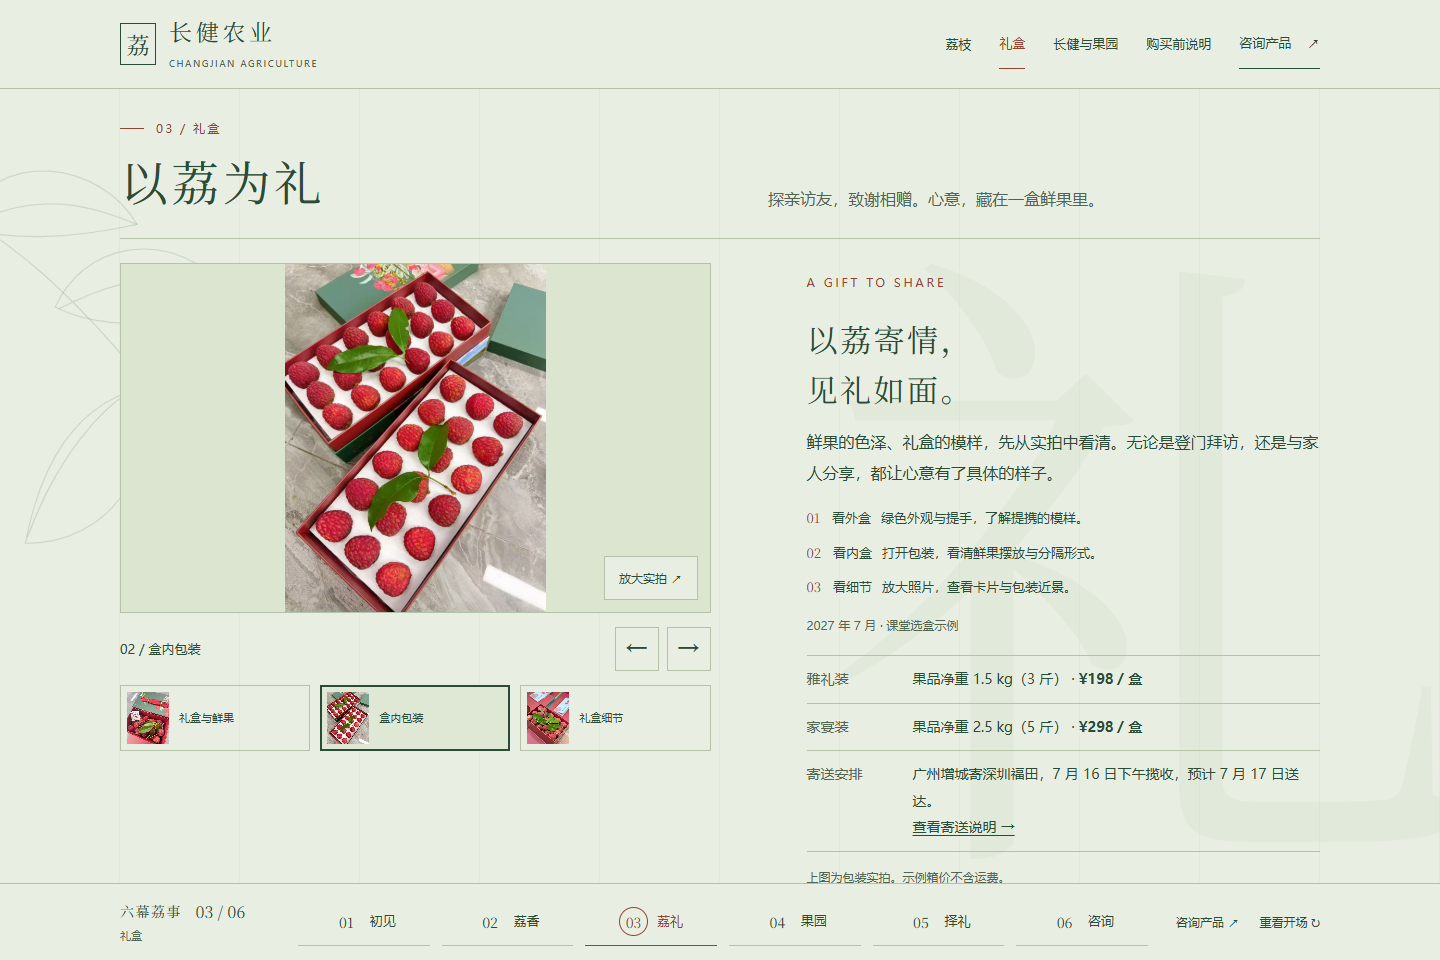 荔
长健农业
CHANGJIAN AGRICULTURE
荔枝
礼盒
长健与果园
购买前说明
咨询产品 ↗
03 / 礼盒
以荔为礼
探亲访友，致谢相赠。心意，藏在一盒鲜果里。
放大实拍 ↗
02 / 盒内包装
← →
礼盒与鲜果
盒内包装
礼盒细节
礼
A GIFT TO SHARE
以荔寄情，
见礼如面。
鲜果的色泽、礼盒的模样，先从实拍中看清。无论是登门拜访，还是与家
人分享，都让心意有了具体的样子。
01 看外盒 绿色外观与提手，了解提携的模样。
02 看内盒 打开包装，看清鲜果摆放与分隔形式。
03 看细节 放大照片，查看卡片与包装近景。
2027 年 7 月 · 课堂选盒示例
雅礼装 果品净重 1.5 kg（3 斤） · ¥198 / 盒
家宴装 果品净重 2.5 kg（5 斤） · ¥298 / 盒
寄送安排 广州增城寄深圳福田，7 月 16 日下午揽收，预计 7 月 17 日送
达。
查看寄送说明 →
上图为包装实拍。示例箱价不含运费。
六幕荔事 03 / 06
礼盒
01 初见
02 荔香
03 荔礼
04 果园
05 择礼
06 咨询
咨询产品 ↗
重看开场 ↻